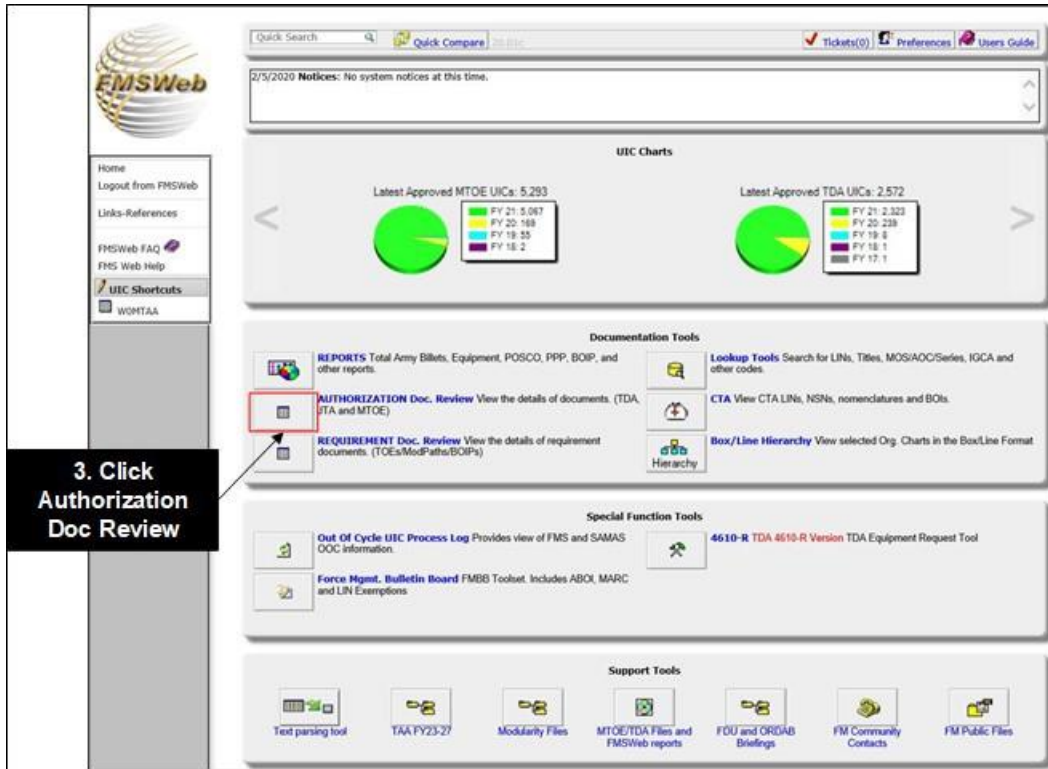 FMSWeb
Quick Search
Quick Compare
Tickets(0)
Preferences
Users Guide
2/5/2020 Notices: No system notices at this time.
Home
Logout from FMSWeb
Links-References
FMSWeb FAQ
FMS Web Help
UIC Shortcuts
W0MTAA
UIC Charts
Latest Approved MTOE UICs: 5,293
FY 21: 5,067
FY 20: 169
FY 19: 55
FY 18: 2
Latest Approved TDA UICs: 2,572
FY 21: 2,323
FY 20: 239
FY 19: 8
FY 18: 1
FY 17: 1
Documentation Tools
REPORTS Total Army Billets, Equipment, POSCO, PPP, BOIP, and
other reports.
AUTHORIZATION Doc. Review View the details of documents. (TDA,
JTA and MTOE)
REQUIREMENT Doc. Review View the details of requirement
documents. (TOEs/ModPaths/BOIPs)
Lookup Tools Search for LINs, Titles, MOS/AOC/Series, IGCA and
other codes.
CTA View CTA LINs, NSNs, nomenclatures and BOIs.
Hierarchy
Box/Line Hierarchy View selected Org. Charts in the Box/Line Format
3. Click
Authorization
Doc Review
Special Function Tools
Out Of Cycle UIC Process Log Provides view of FMS and SAMAS
OOC information.
Force Mgmt. Bulletin Board FMBB Toolset. Includes ABOI, MARC
and LIN Exemptions
4610-R TDA 4610-R Version TDA Equipment Request Tool
Support Tools
Text parsing tool
TAA FY23-27
Modularity Files
MTOE/TDA Files and
FMSWeb reports
FDU and ORDAB
Briefings
FM Community
Contacts
FM Public Files